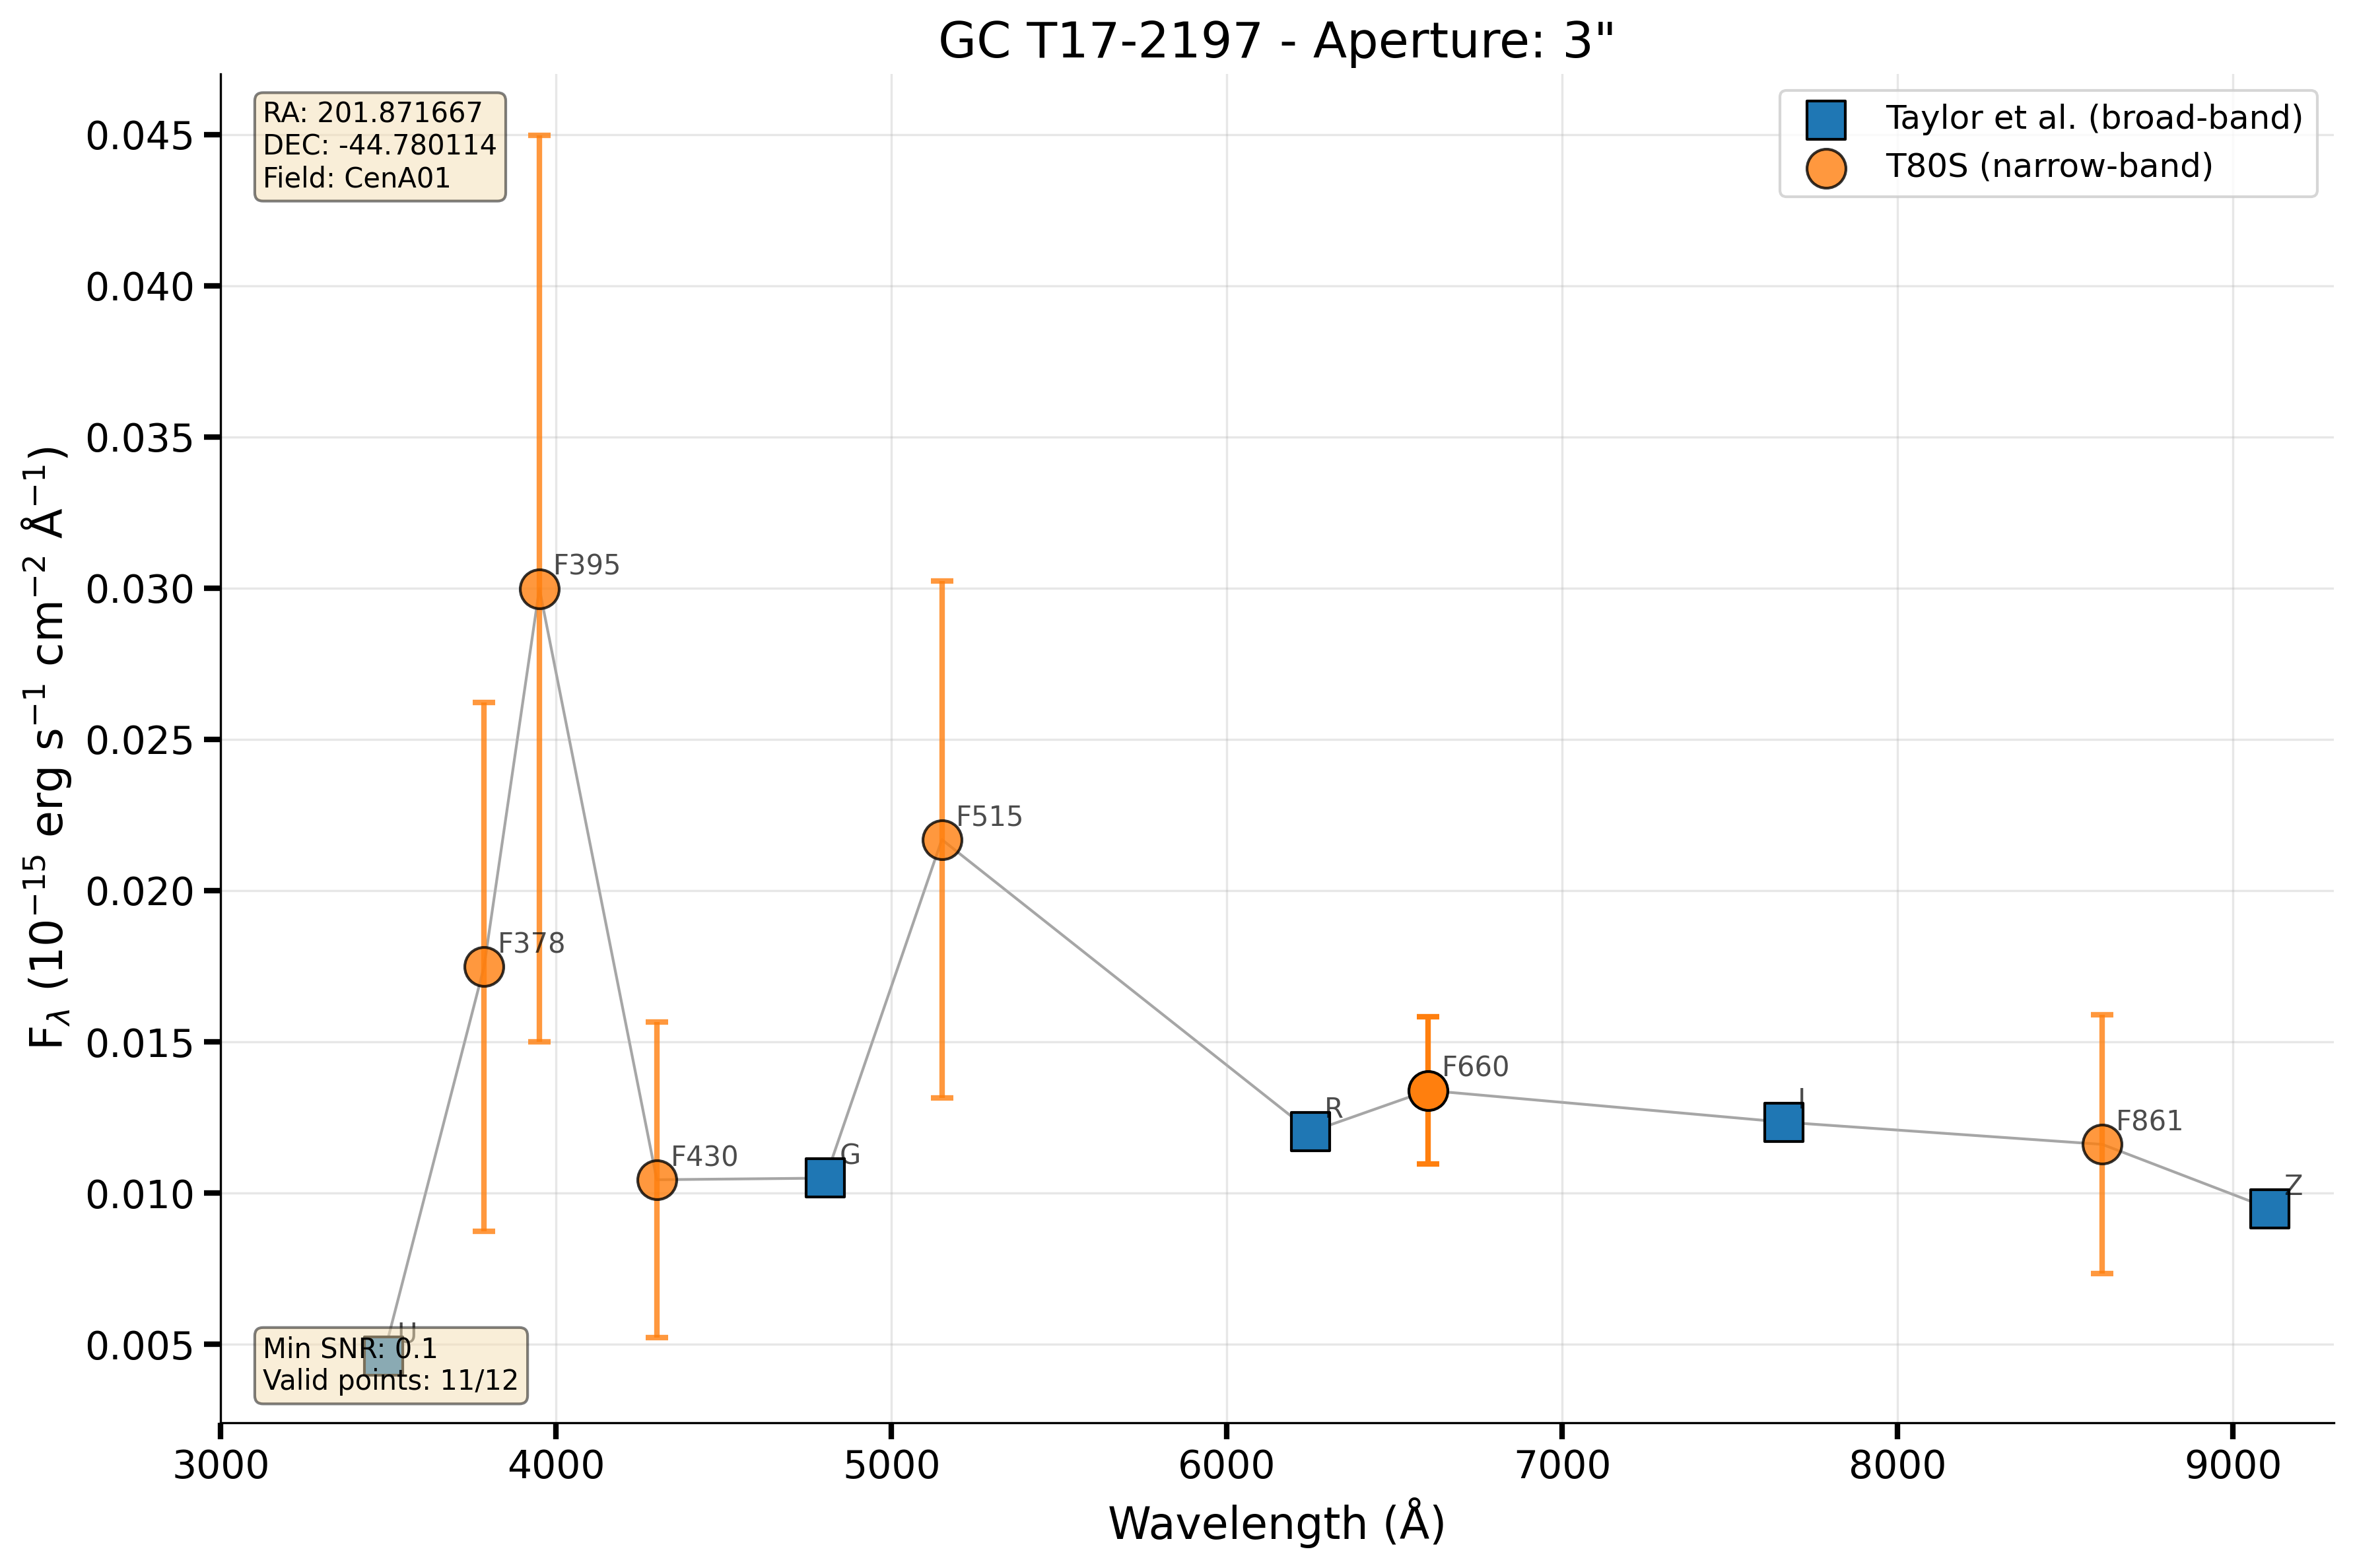 GC T17-2197 - Aperture: 3"
RA: 201.871667
DEC: -44.780114
Field: CenA01
Taylor et al. (broad-band)
T80S (narrow-band)
F_λ (10⁻¹⁵ erg s⁻¹ cm⁻² Å⁻¹)
0.045
0.040
0.035
0.030
0.025
0.020
0.015
0.010
0.005
F395
F515
F378
F660
R
I
F861
F430
G
Z
U
Min SNR: 0.1
Valid points: 11/12
3000 4000 5000 6000 7000 8000 9000
Wavelength (Å)